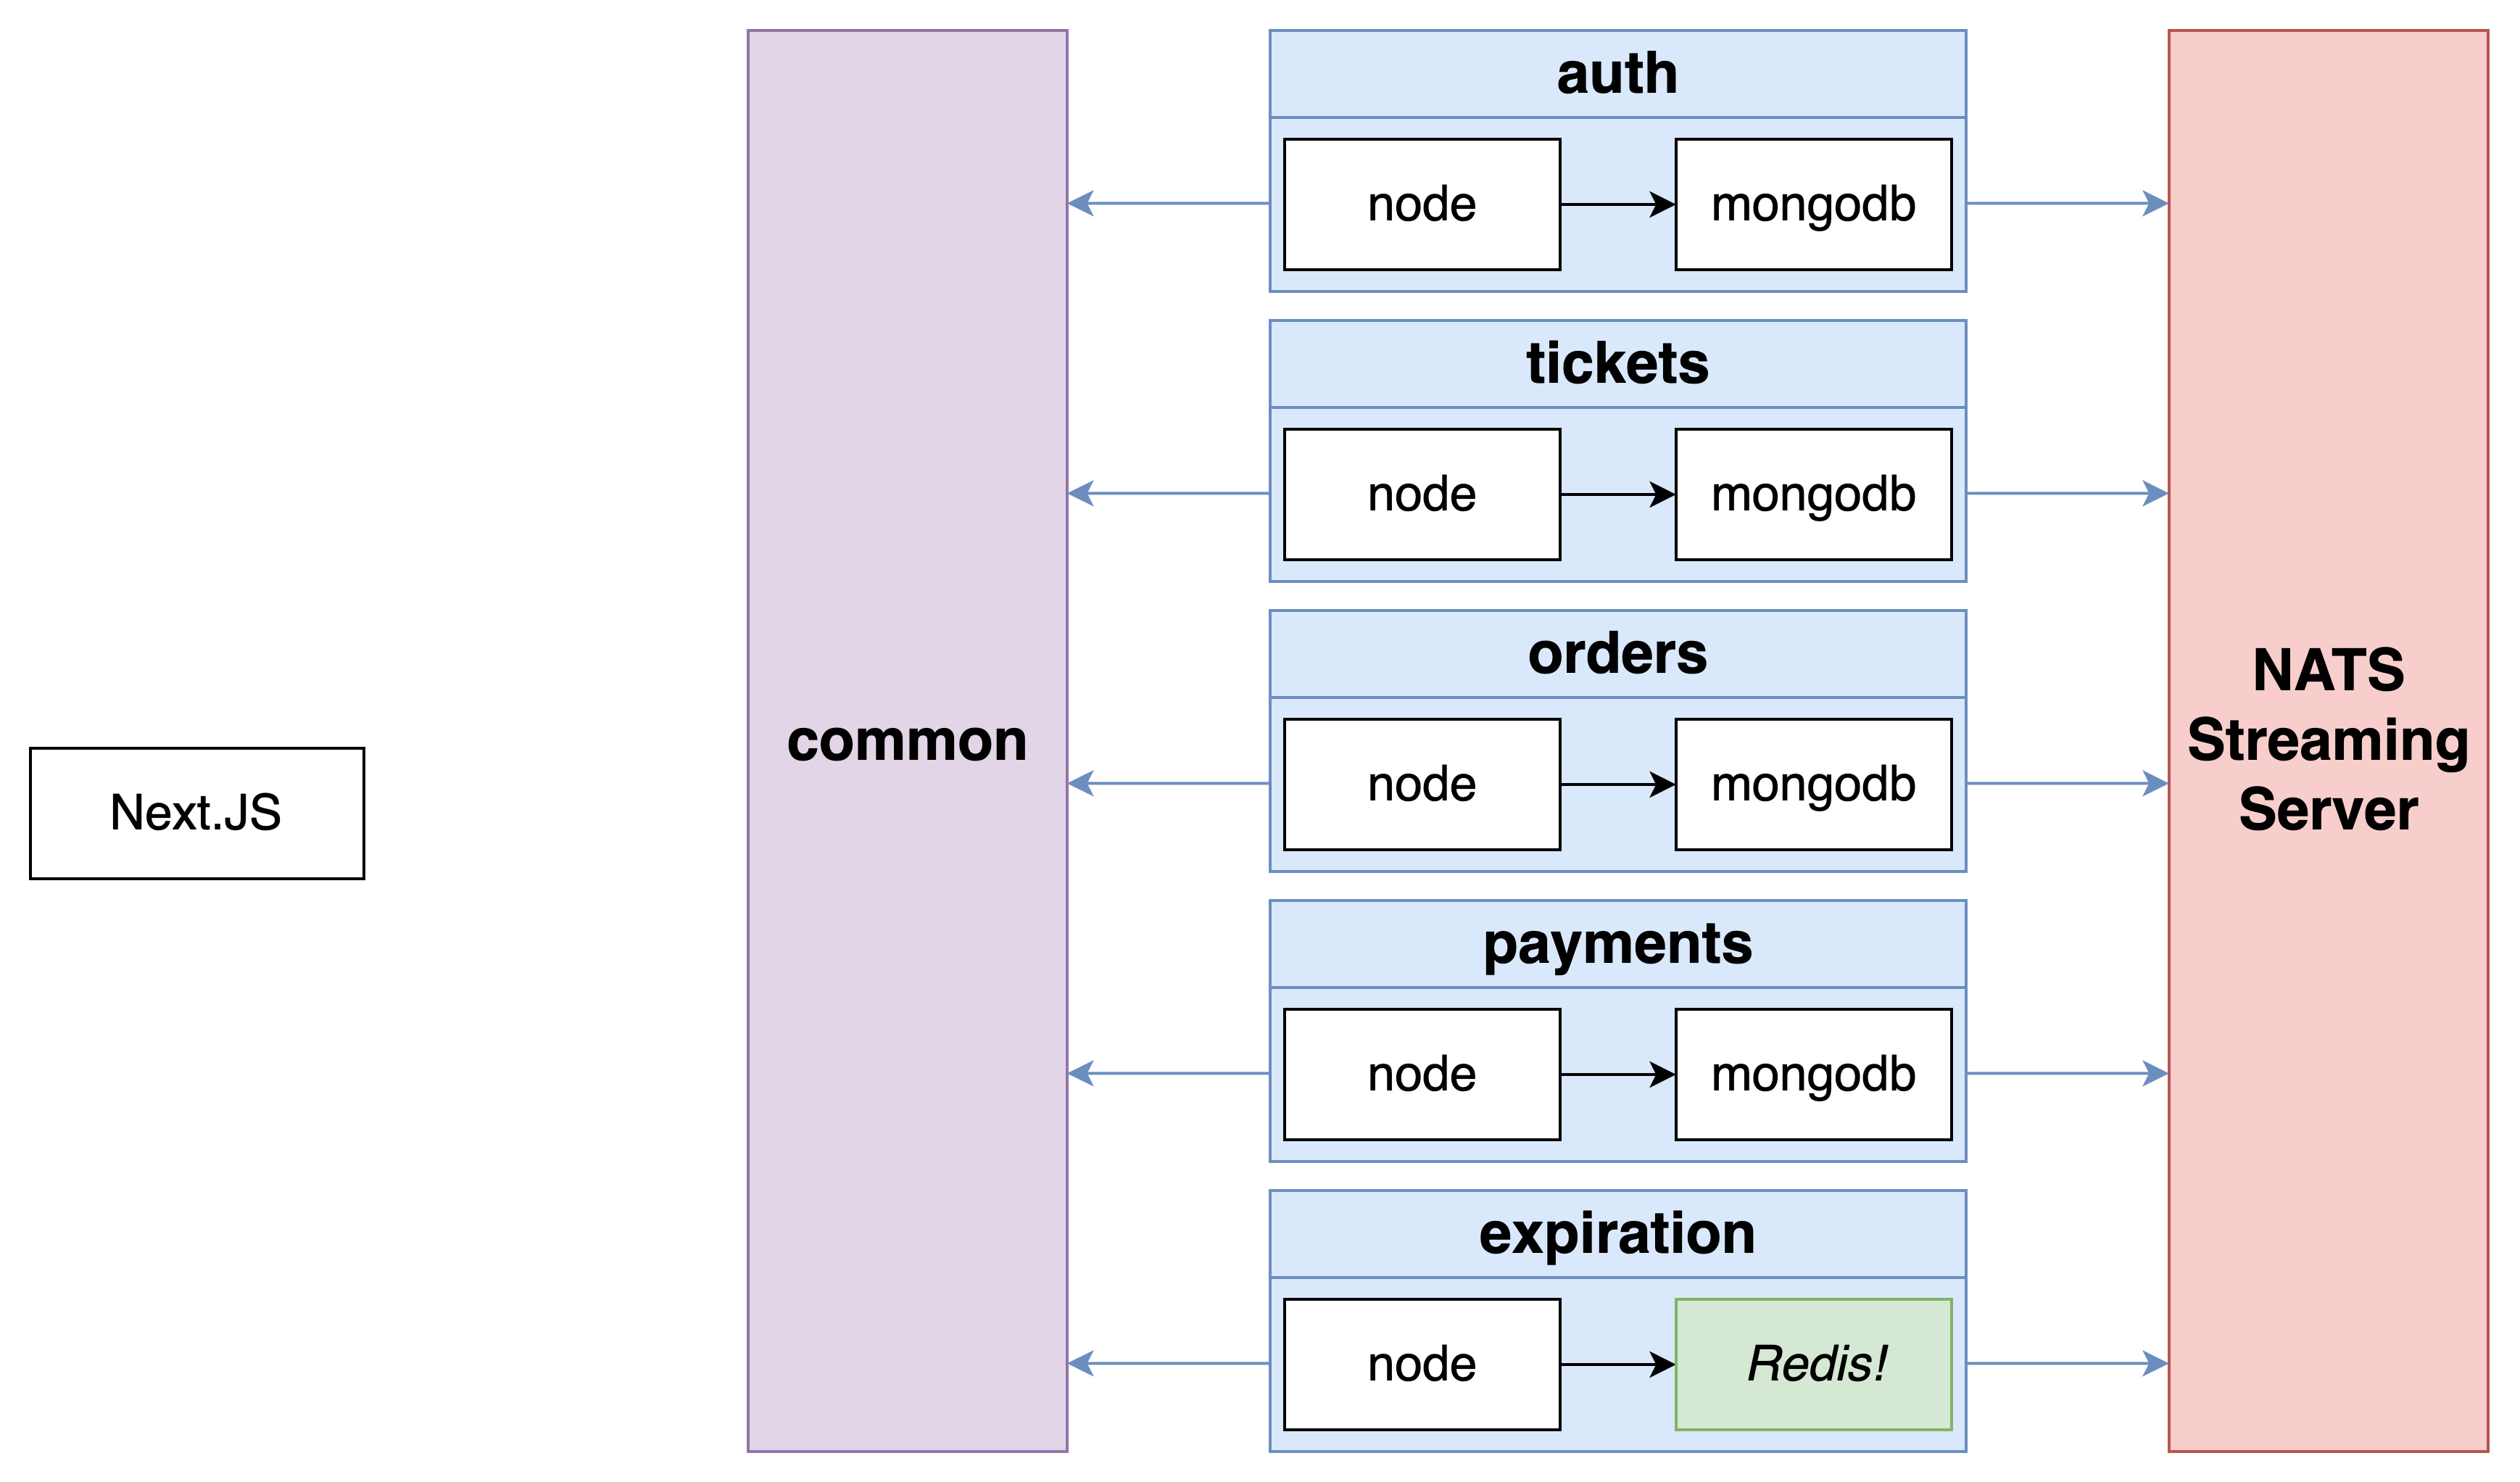 Next.JS
common
auth
node
mongodb
tickets
node
mongodb
orders
node
mongodb
payments
node
mongodb
expiration
node
Redis!
NATS
Streaming
Server